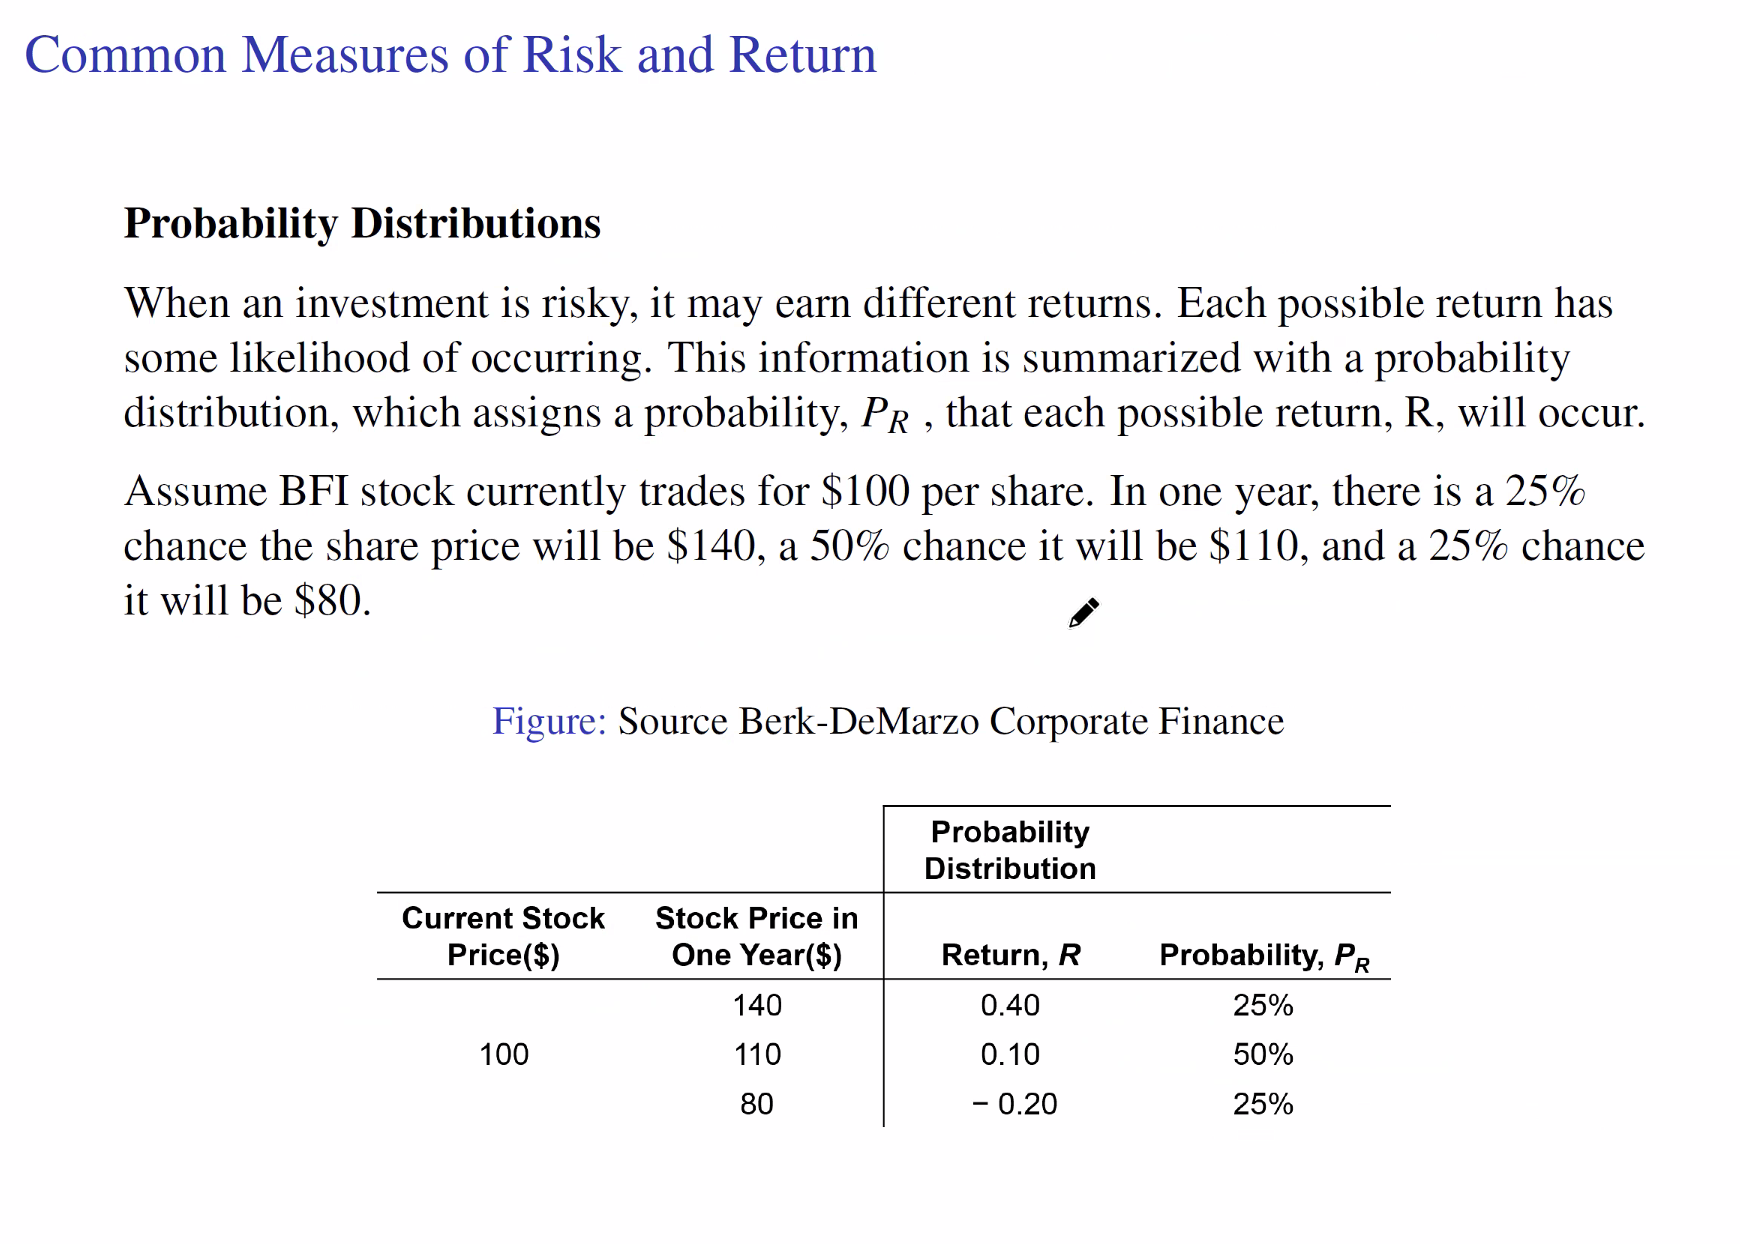 Common Measures of Risk and Return
Probability Distributions
When an investment is risky, it may earn different returns. Each possible return has
some likelihood of occurring. This information is summarized with a probability
distribution, which assigns a probability, P_R , that each possible return, R, will occur.
Assume BFI stock currently trades for $100 per share. In one year, there is a 25%
chance the share price will be $140, a 50% chance it will be $110, and a 25% chance
it will be $80.
Figure: Source Berk-DeMarzo Corporate Finance
Probability
Distribution
Current Stock Stock Price in
Price($) One Year($) Return, R Probability, P_R
140 0.40 25%
100 110 0.10 50%
80 − 0.20 25%